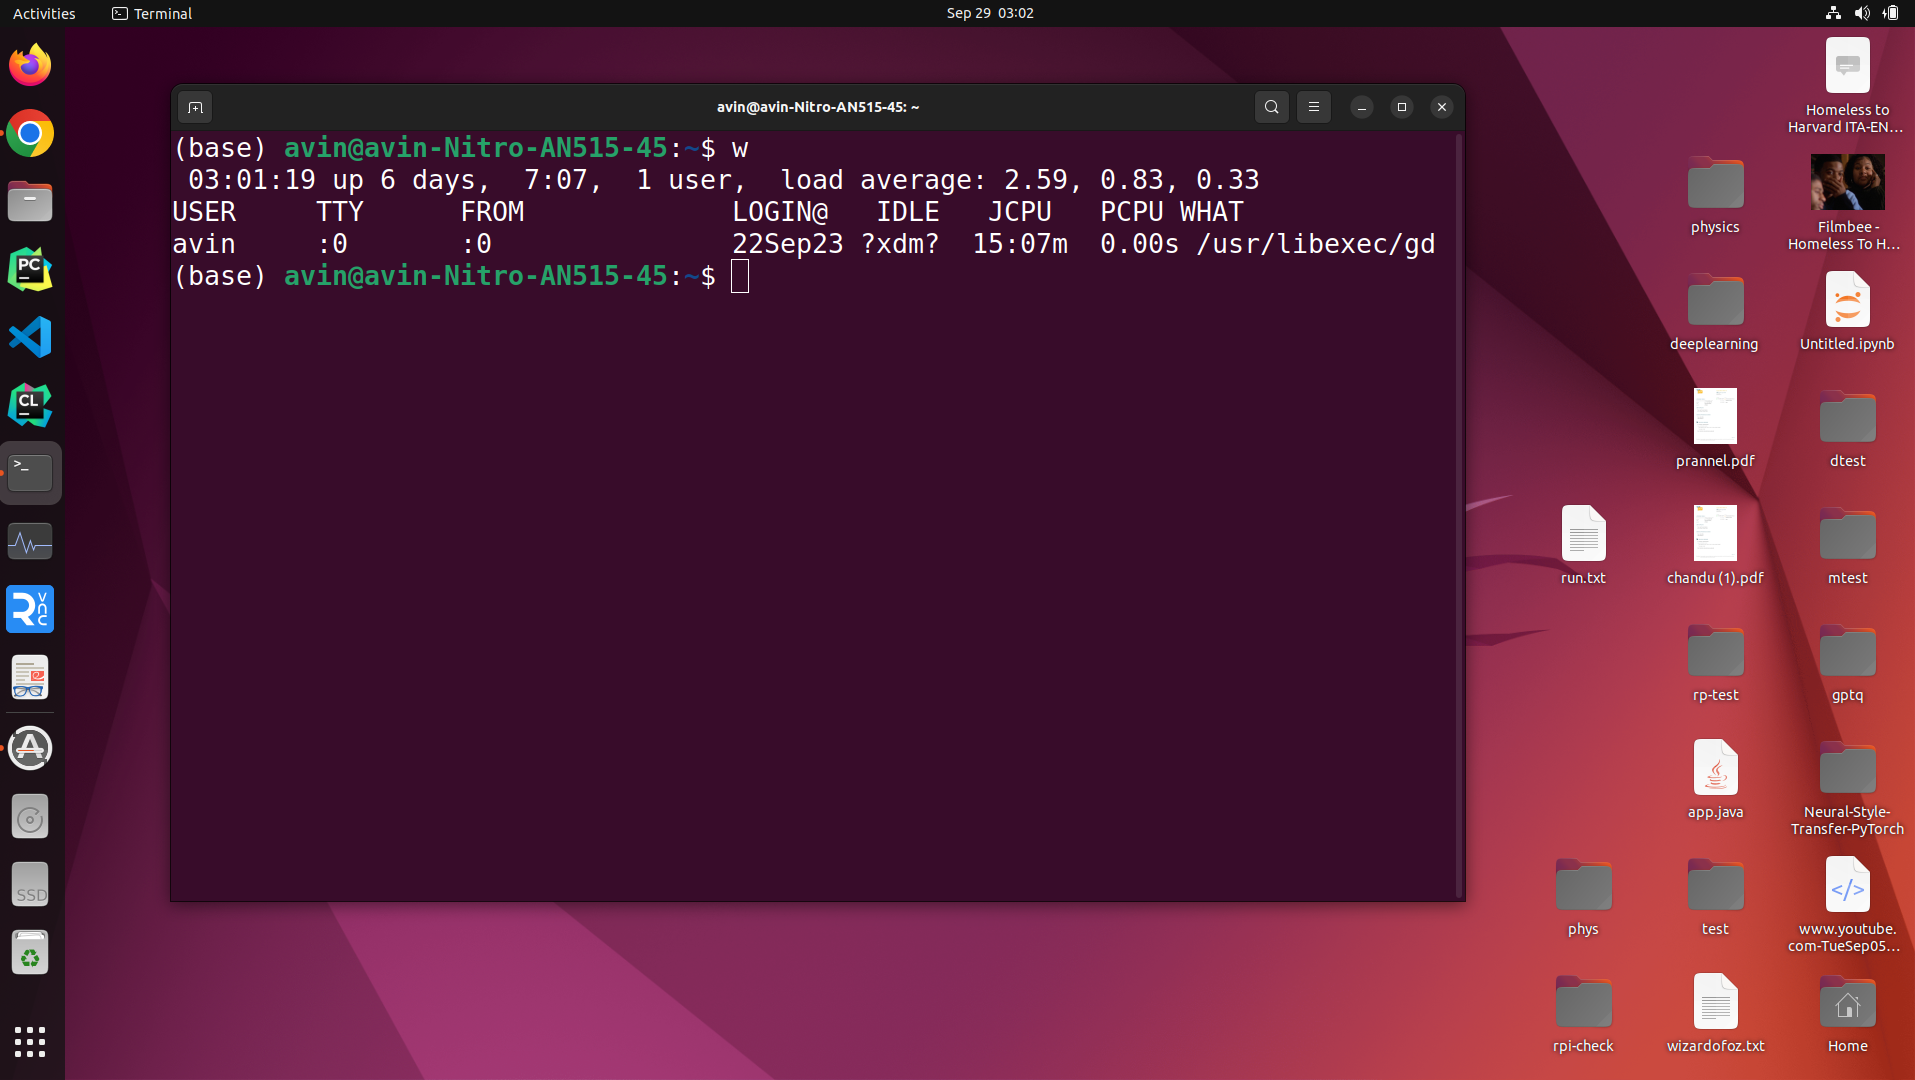 Activities
Terminal
Sep 29 03:02
avin@avin-Nitro-AN515-45: ~
(base) avin@avin-Nitro-AN515-45:~$ w
03:01:19 up 6 days,  7:07,  1 user,  load average: 2.59, 0.83, 0.33
USER     TTY      FROM             LOGIN@   IDLE   JCPU   PCPU WHAT
avin     :0       :0               22Sep23 ?xdm?  15:07m  0.00s /usr/libexec/gd
(base) avin@avin-Nitro-AN515-45:~$
PC
CL
>_
R
VNC
SSD
Homeless to
Harvard ITA-EN...
physics
Filmbee -
Homeless To H...
deeplearning
Untitled.ipynb
prannel.pdf
dtest
run.txt
chandu (1).pdf
mtest
rp-test
gptq
app.java
Neural-Style-
Transfer-PyTorch
phys
test
</>
www.youtube.
com-TueSep05...
rpi-check
wizardofoz.txt
Home